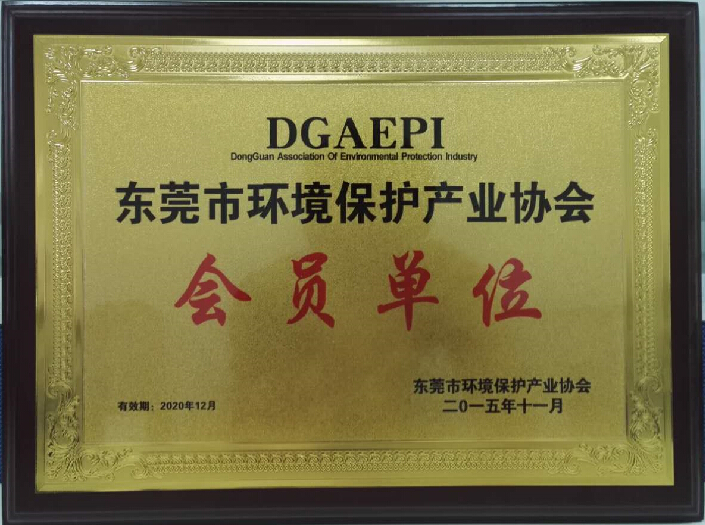 DGAEPI
DongGuan Association Of Environmental Protection Industry
东莞市环境保护产业协会
会员单位
东莞市环境保护产业协会
有效期：2020年12月
二0一五年十一月